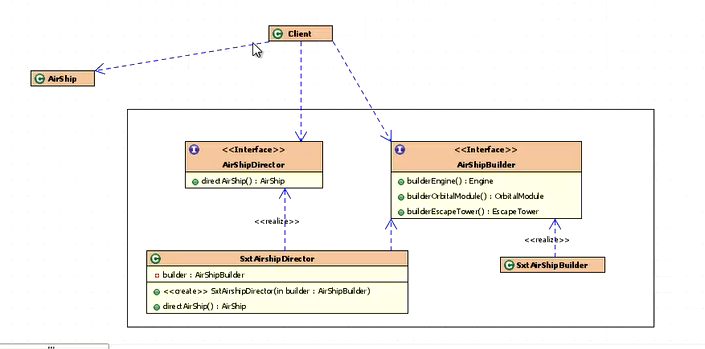 Client
AirShip
<<Interface>>
AirShipDirector
directAirShip() : AirShip
<<Interface>>
AirShipBuilder
builderEngine() : Engine
builderOrbitalModule() : OrbitalModule
builderEscapeTower() : EscapeTower
<<realize>>
<<realize>>
SxtAirshipDirector
builder : AirShipBuilder
<<create>> SxtAirshipDirector(in builder : AirShipBuilder)
directAirShip() : AirShip
SxtAirShipBuilder